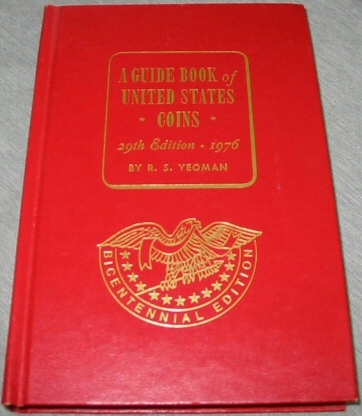 A GUIDE BOOK of
UNITED STATES
• COINS •
29th Edition • 1976
BY R. S. YEOMAN
BICENTENNIAL EDITION